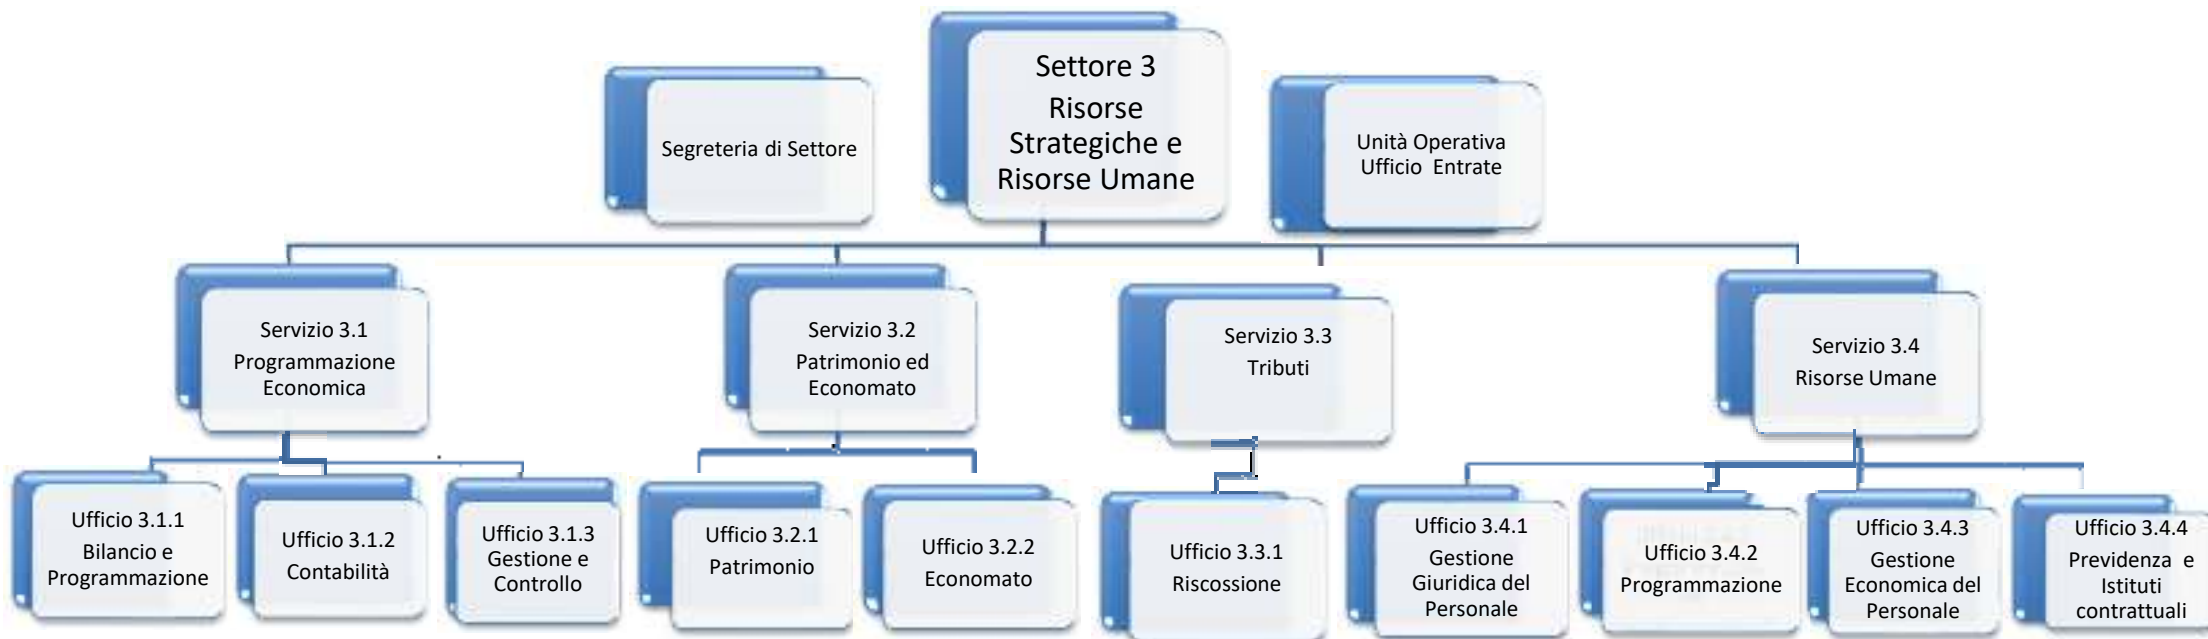 Settore 3
Risorse
Strategiche e
Risorse Umane
Segreteria di Settore
Unità Operativa
Ufficio Entrate
Servizio 3.1
Programmazione
Economica
Servizio 3.2
Patrimonio ed
Economato
Servizio 3.3
Tributi
Servizio 3.4
Risorse Umane
Ufficio 3.1.1
Bilancio e
Programmazione
Ufficio 3.1.2
Contabilità
Ufficio 3.1.3
Gestione e
Controllo
Ufficio 3.2.1
Patrimonio
Ufficio 3.2.2
Economato
Ufficio 3.3.1
Riscossione
Ufficio 3.4.1
Gestione
Giuridica del
Personale
Ufficio 3.4.2
Programmazione
Ufficio 3.4.3
Gestione
Economica del
Personale
Ufficio 3.4.4
Previdenza e
Istituti
contrattuali